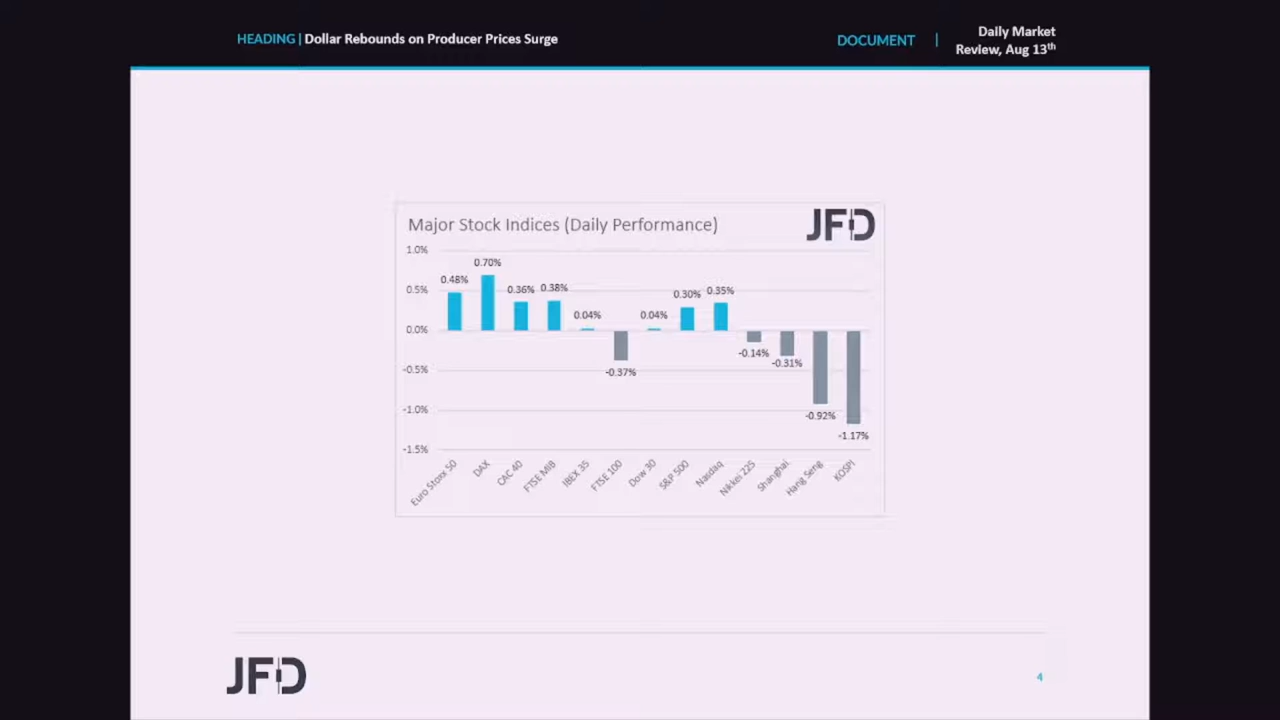 HEADING | Dollar Rebounds on Producer Prices Surge
DOCUMENT | Daily Market
Review, Aug 13th
Major Stock Indices (Daily Performance)
JFD
1.0%
0.5%
0.0%
-0.5%
-1.0%
-1.5%
0.48%
0.70%
0.36%
0.38%
0.04%
-0.37%
0.04%
0.30%
0.35%
-0.14%
-0.31%
-0.92%
-1.17%
Euro Stoxx 50
DAX
CAC 40
FTSE MIB
IBEX 35
FTSE 100
Dow 30
S&P 500
Nasdaq
Nikkei 225
Shanghai
Hang Seng
KOSPI
JFD
4